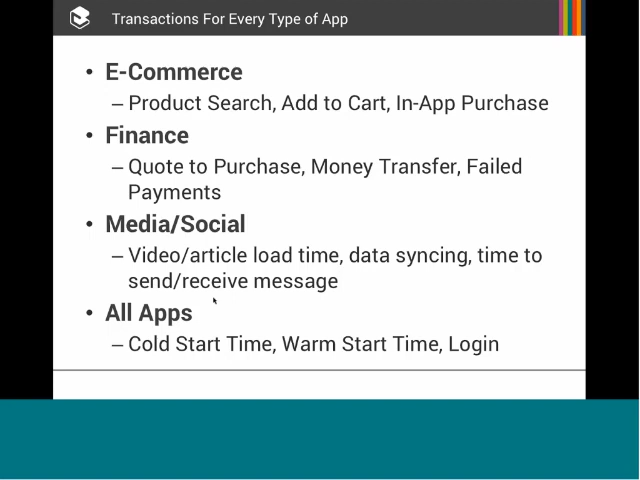 Transactions For Every Type of App
• E-Commerce
– Product Search, Add to Cart, In-App Purchase
• Finance
– Quote to Purchase, Money Transfer, Failed
Payments
• Media/Social
– Video/article load time, data syncing, time to
send/receive message
• All Apps
– Cold Start Time, Warm Start Time, Login